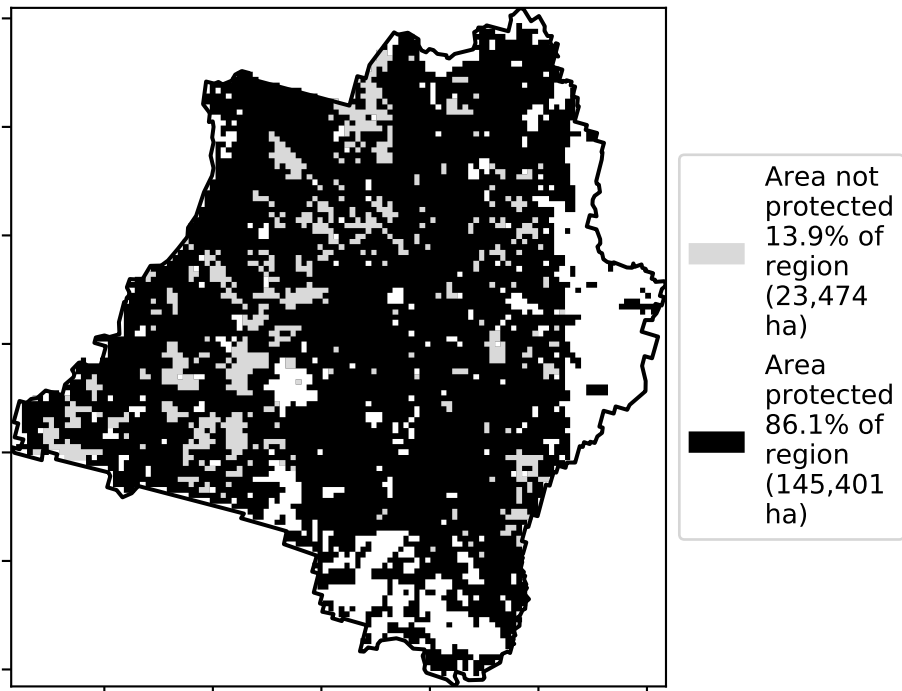 Area not
protected
13.9% of
region
(23,474
ha)
Area
protected
86.1% of
region
(145,401
ha)